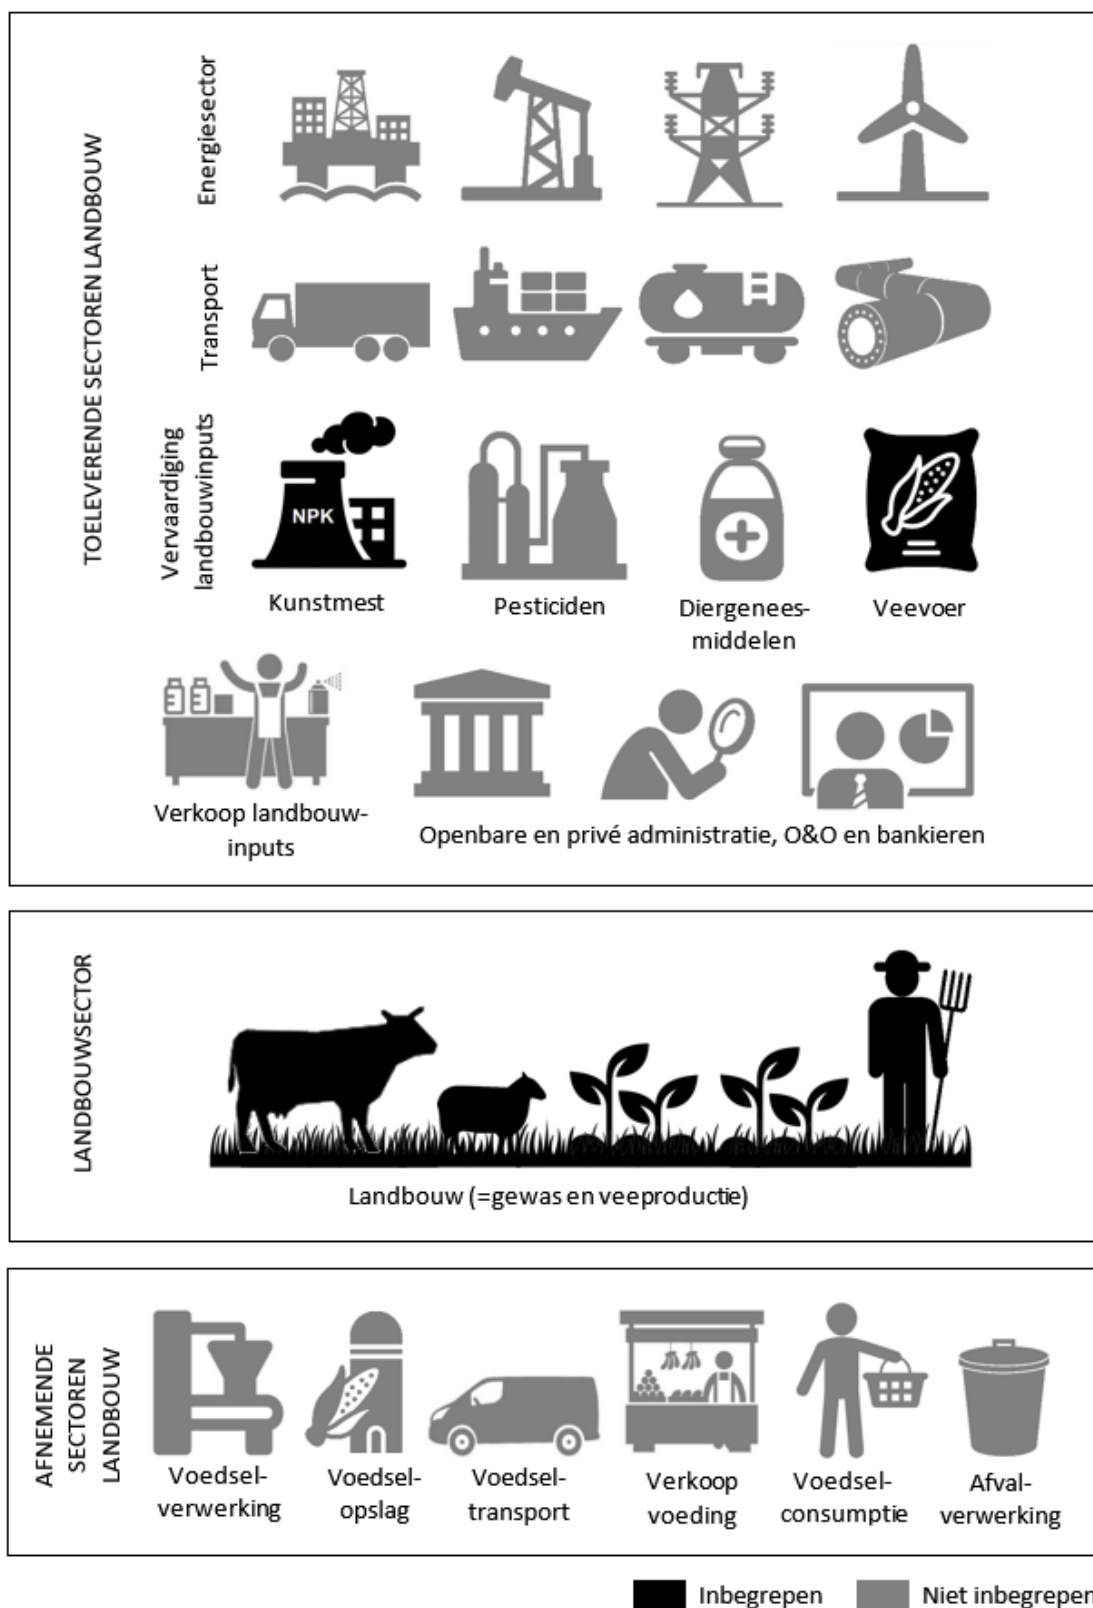 TOELEVERENDE SECTOREN LANDBOUW
Energiesector
Transport
Vervaardiging
landbouwinputs
NPK
Kunstmest
Pesticiden
Diergenees-
middelen
Veevoer
Verkoop landbouw-
inputs
Openbare en privé administratie, O&O en bankieren
LANDBOUWSECTOR
Landbouw (=gewas en veeproductie)
AFNEMENDE
SECTOREN
LANDBOUW
Voedsel-
verwerking
Voedsel-
opslag
Voedsel-
transport
Verkoop
voeding
Voedsel-
consumptie
Afval-
verwerking
Inbegrepen
Niet inbegrepen